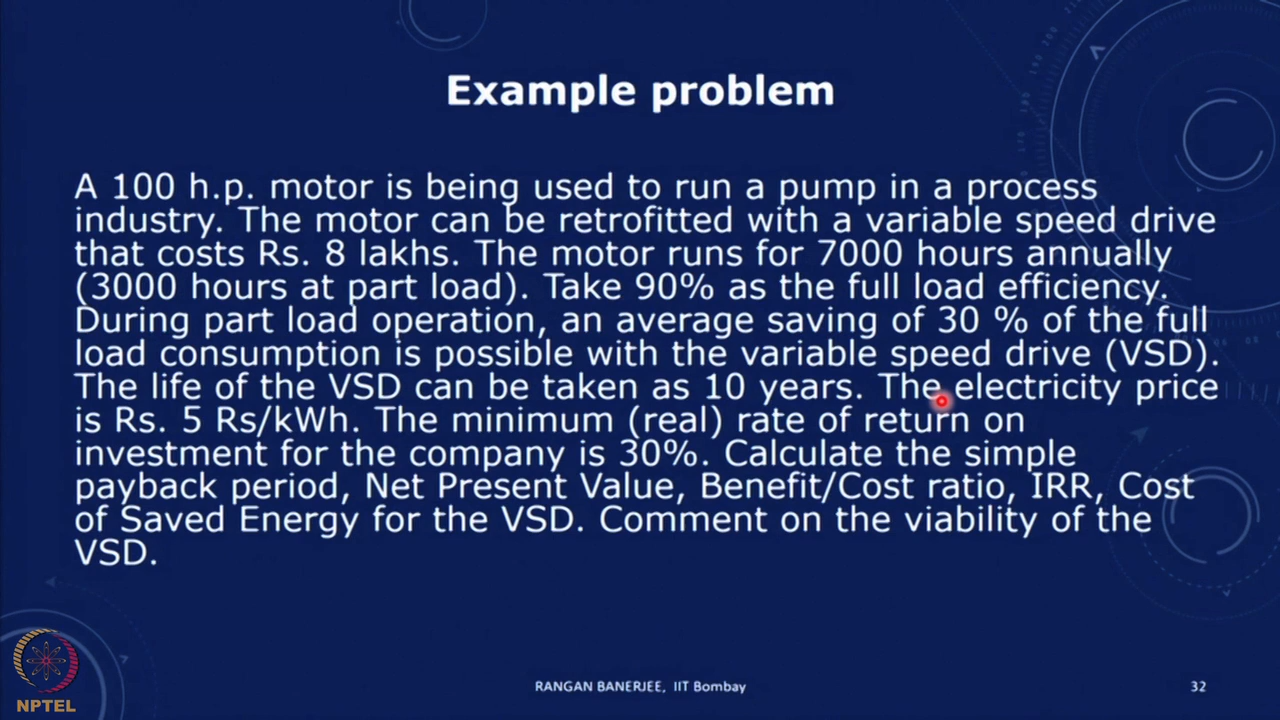 Example problem
A 100 h.p. motor is being used to run a pump in a process
industry. The motor can be retrofitted with a variable speed drive
that costs Rs. 8 lakhs. The motor runs for 7000 hours annually
(3000 hours at part load). Take 90% as the full load efficiency.
During part load operation, an average saving of 30 % of the full
load consumption is possible with the variable speed drive (VSD).
The life of the VSD can be taken as 10 years. The electricity price
is Rs. 5 Rs/kWh. The minimum (real) rate of return on
investment for the company is 30%. Calculate the simple
payback period, Net Present Value, Benefit/Cost ratio, IRR, Cost
of Saved Energy for the VSD. Comment on the viability of the
VSD.
NPTEL
RANGAN BANERJEE, IIT Bombay
32